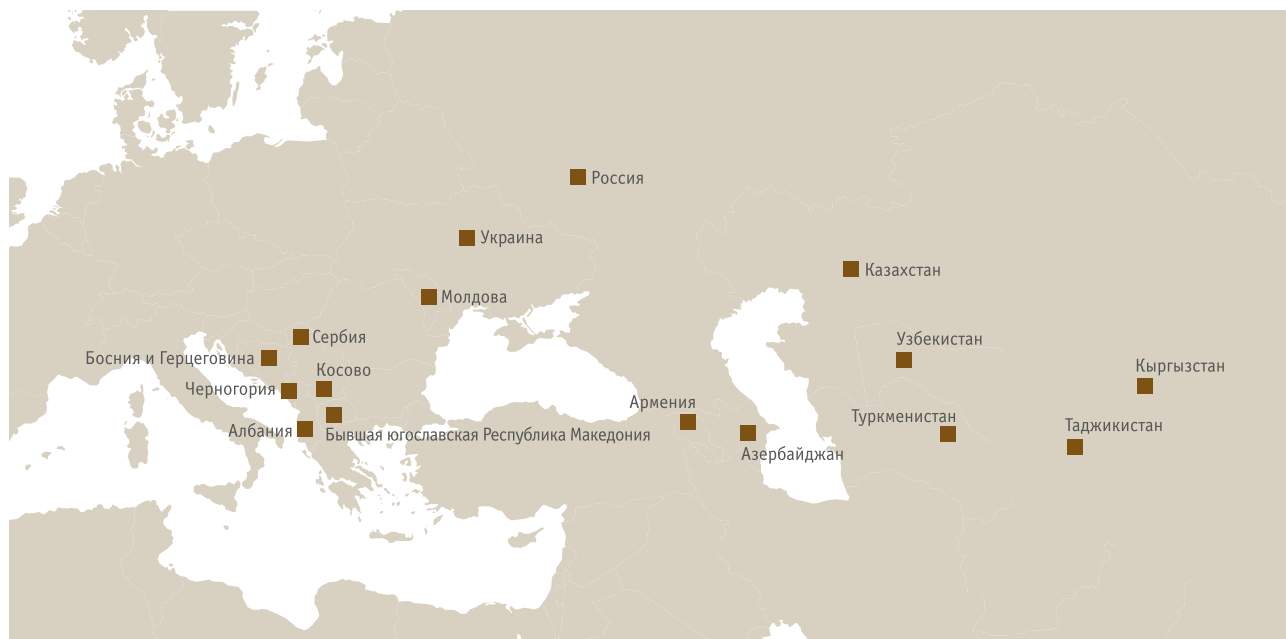 Россия
Украина
Казахстан
Молдова
Сербия
Узбекистан
Босния и Герцеговина
Косово
Кыргызстан
Черногория
Армения
Туркменистан
Таджикистан
Албания
Бывшая югославская Республика Македония
Азербайджан